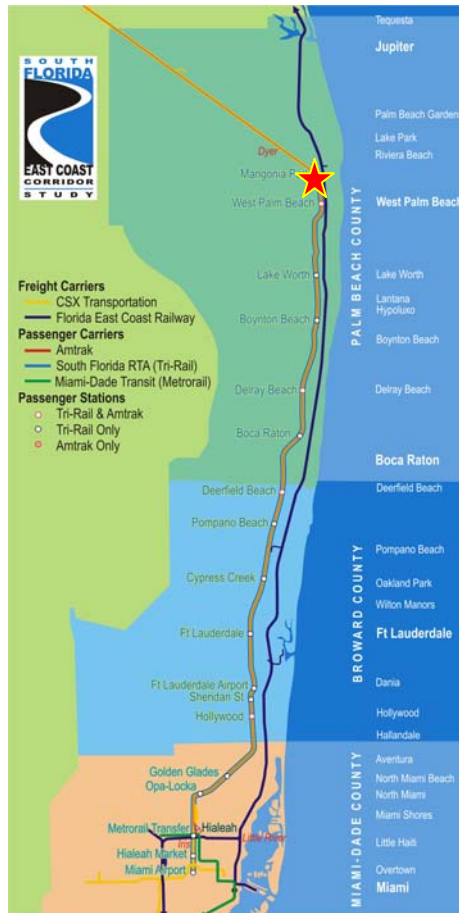 SOUTH
FLORIDA
EAST COAST
CORRIDOR
STUDY
Freight Carriers
CSX Transportation
Florida East Coast Railway
Passenger Carriers
Amtrak
South Florida RTA (Tri-Rail)
Miami-Dade Transit (Metrorail)
Passenger Stations
Tri-Rail & Amtrak
Tri-Rail Only
Amtrak Only
Dyer
Mangonia
West Palm Beach
Lake Worth
Boynton Beach
Delray Beach
Boca Raton
Deerfield Beach
Pompano Beach
Cypress Creek
Ft Lauderdale
Ft Lauderdale Airport
Sheridan St
Hollywood
Golden Glades
Opa-Locka
Metrorail Transfer
Hialeah
Iris
Little River
Hialeah Market
Miami Airport
PALM BEACH COUNTY
BROWARD COUNTY
MIAMI-DADE COUNTY
Tequesta
Jupiter
Palm Beach Garden
Lake Park
Riviera Beach
West Palm Beach
Lake Worth
Lantana
Hypoluxo
Boynton Beach
Delray Beach
Boca Raton
Deerfield Beach
Pompano Beach
Oakland Park
Wilton Manors
Ft Lauderdale
Dania
Hollywood
Hallandale
Aventura
North Miami Beach
North Miami
Miami Shores
Little Haiti
Overtown
Miami